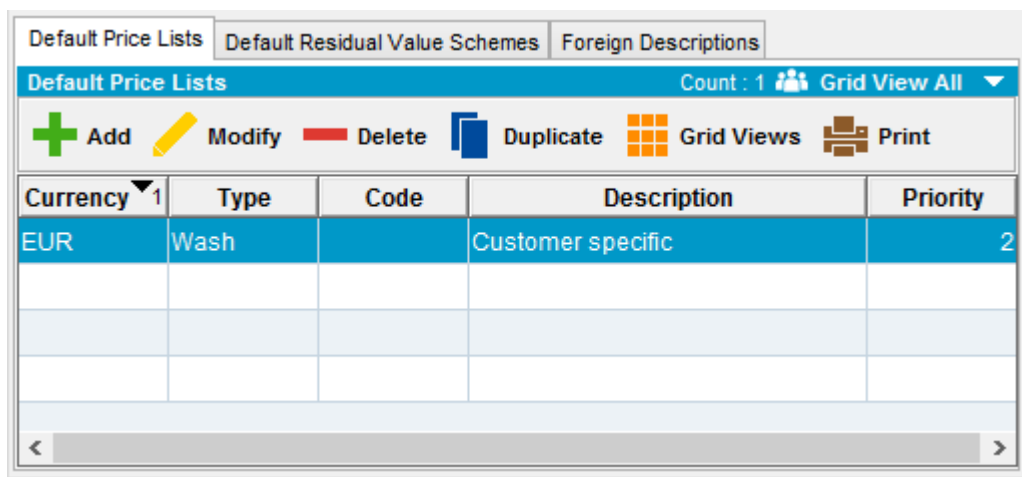 Default Price Lists Default Residual Value Schemes Foreign Descriptions
Default Price Lists Count : 1 Grid View All
Add Modify Delete Duplicate Grid Views Print
Currency 1 Type Code Description Priority
EUR Wash Customer specific 2